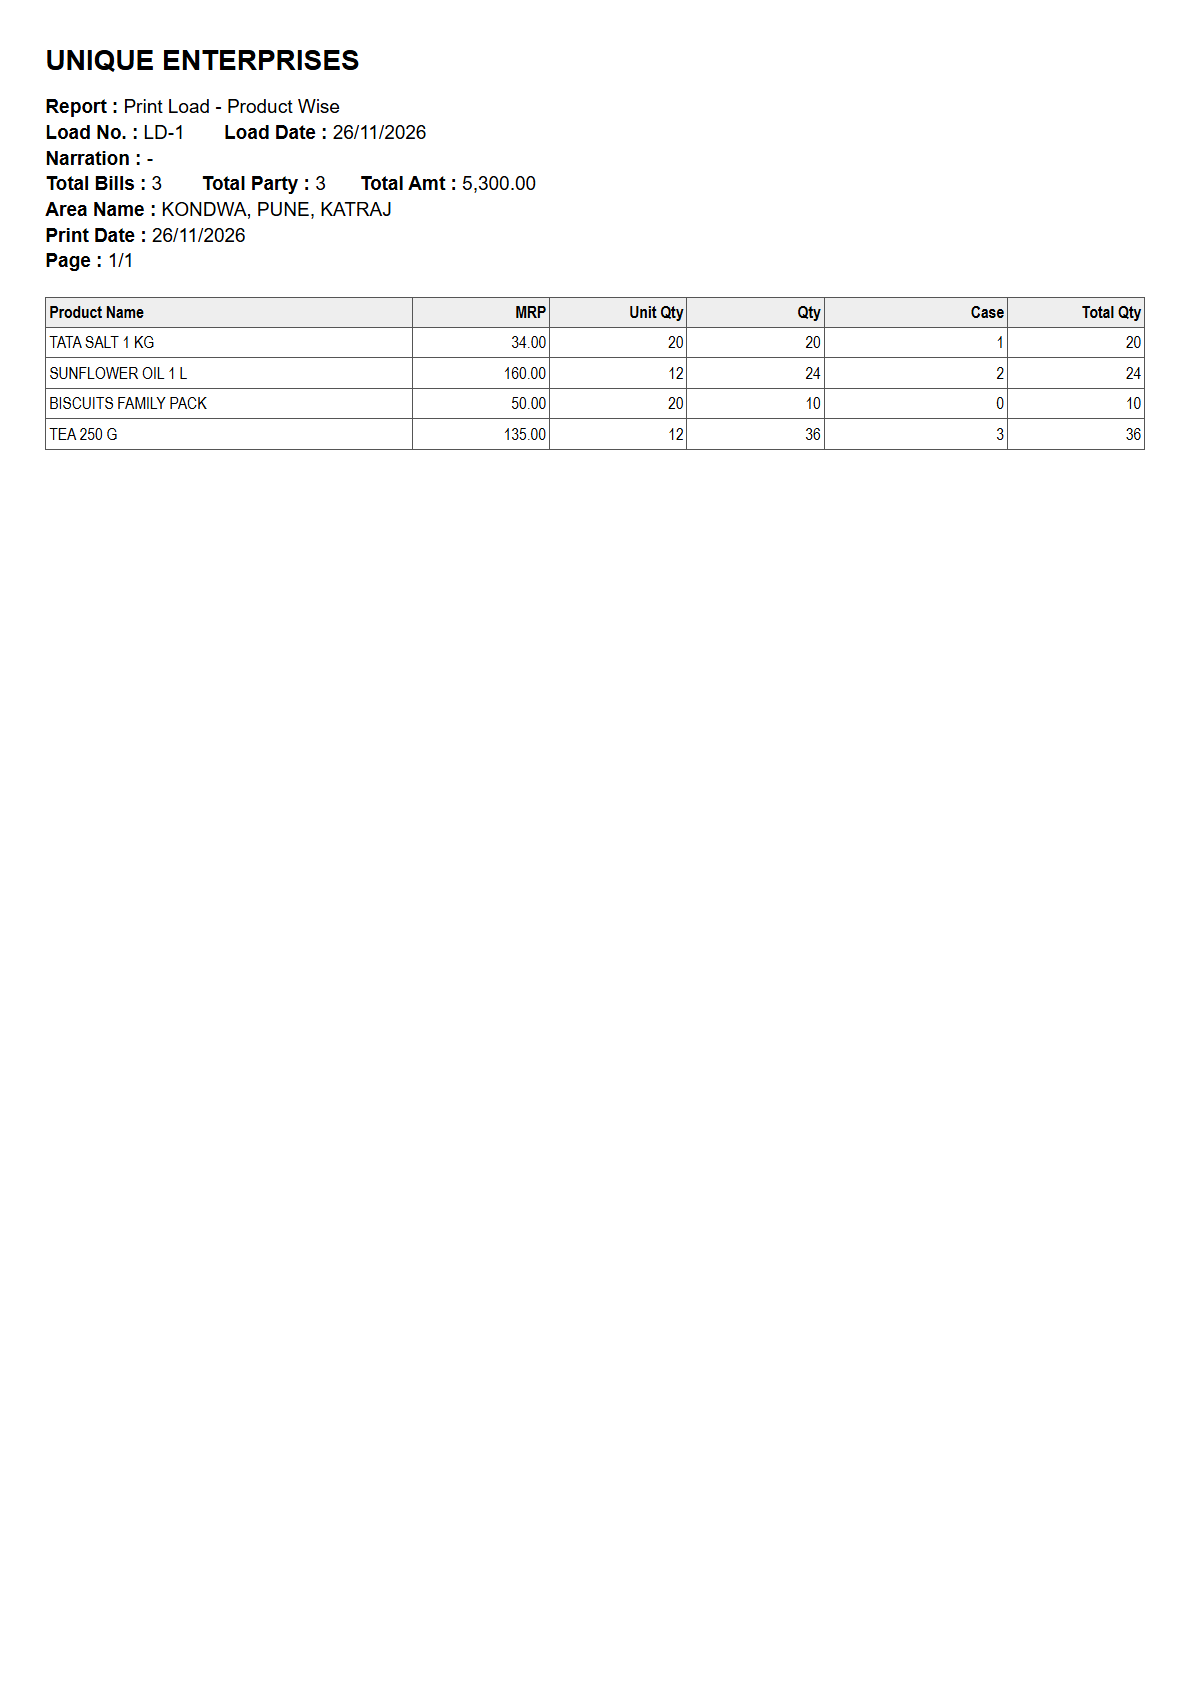 UNIQUE ENTERPRISES
Report : Print Load - Product Wise
Load No. : LD-1 Load Date : 26/11/2026
Narration : -
Total Bills : 3 Total Party : 3 Total Amt : 5,300.00
Area Name : KONDWA, PUNE, KATRAJ
Print Date : 26/11/2026
Page : 1/1
Product Name MRP Unit Qty Qty Case Total Qty
TATA SALT 1 KG 34.00 20 20 1 20
SUNFLOWER OIL 1 L 160.00 12 24 2 24
BISCUITS FAMILY PACK 50.00 20 10 0 10
TEA 250 G 135.00 12 36 3 36